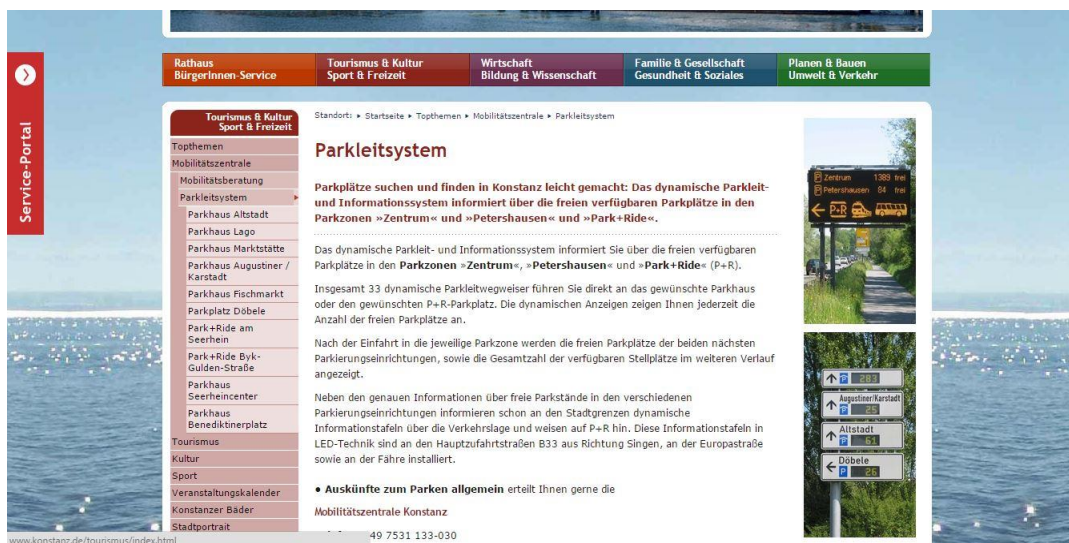 Service-Portal
Rathaus
BürgerInnen-Service
Tourismus & Kultur
Sport & Freizeit
Wirtschaft
Bildung & Wissenschaft
Familie & Gesellschaft
Gesundheit & Soziales
Planen & Bauen
Umwelt & Verkehr
Tourismus & Kultur
Sport & Freizeit
Topthemen
Mobilitätszentrale
Mobilitätsberatung
Parkleitsystem
Parkhaus Altstadt
Parkhaus Lago
Parkhaus Marktstätte
Parkhaus Augustiner /
Karstadt
Parkhaus Fischmarkt
Parkplatz Döbele
Park+Ride am
Seerhein
Park+Ride Byk-
Gulden-Straße
Parkhaus
Seerheincenter
Parkhaus
Benediktinerplatz
Tourismus
Kultur
Sport
Veranstaltungskalender
Konstanzer Bäder
Stadtportrait
Standort: ▸ Startseite ▸ Topthemen ▸ Mobilitätszentrale ▸ Parkleitsystem
Parkleitsystem
Parkplätze suchen und finden in Konstanz leicht gemacht: Das dynamische Parkleit-
und Informationssystem informiert über die freien verfügbaren Parkplätze in den
Parkzonen »Zentrum« und »Petershausen« und »Park+Ride«.
Das dynamische Parkleit- und Informationssystem informiert Sie über die freien verfügbaren
Parkplätze in den Parkzonen »Zentrum«, »Petershausen« und »Park+Ride« (P+R).
Insgesamt 33 dynamische Parkleitwegweiser führen Sie direkt an das gewünschte Parkhaus
oder den gewünschten P+R-Parkplatz. Die dynamischen Anzeigen zeigen Ihnen jederzeit die
Anzahl der freien Parkplätze an.
Nach der Einfahrt in die jeweilige Parkzone werden die freien Parkplätze der beiden nächsten
Parkierungseinrichtungen, sowie die Gesamtzahl der verfügbaren Stellplätze im weiteren Verlauf
angezeigt.
Neben den genauen Informationen über freie Parkstände in den verschiedenen
Parkierungseinrichtungen informieren schon an den Stadtgrenzen dynamische
Informationstafeln über die Verkehrslage und weisen auf P+R hin. Diese Informationstafeln in
LED-Technik sind an den Hauptzufahrtstraßen B33 aus Richtung Singen, an der Europastraße
sowie an der Fähre installiert.
• Auskünfte zum Parken allgemein erteilt Ihnen gerne die
Mobilitätszentrale Konstanz
49 7531 133-030
P Zentrum 1389 frei
P Petershausen 84 frei
P+R
P 283
Augustiner/Karstadt
P 25
Altstadt
P 61
Döbele
P 26
www.konstanz.de/tourismus/index.html